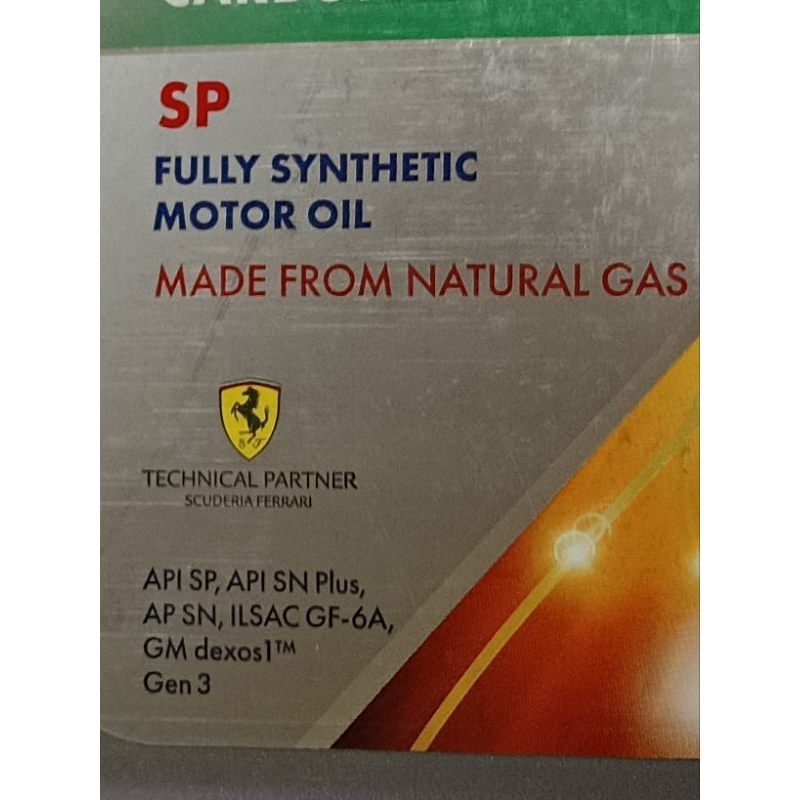 SP
FULLY SYNTHETIC
MOTOR OIL
MADE FROM NATURAL GAS
S F
TECHNICAL PARTNER
SCUDERIA FERRARI
API SP, API SN Plus,
AP SN, ILSAC GF-6A,
GM dexos1™
Gen 3